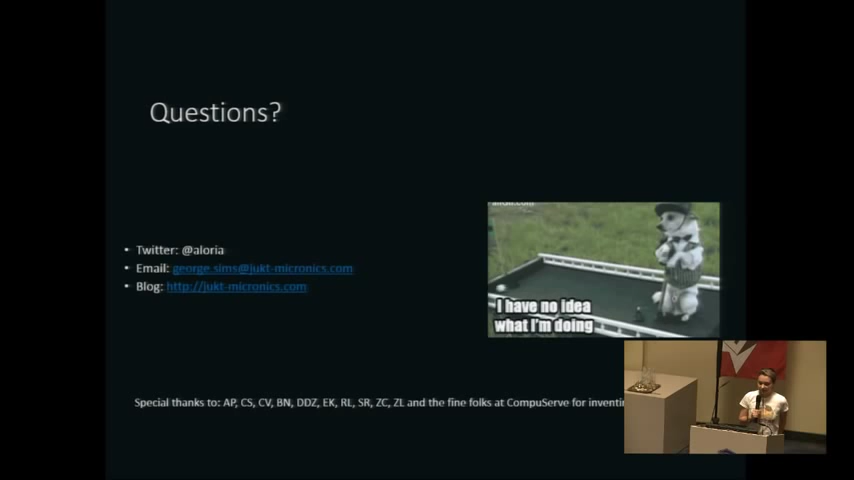 Questions?
• Twitter: @aloria
• Email: george.sims@jukt-micronics.com
• Blog: http://jukt-micronics.com
I have no idea
what I'm doing
Special thanks to: AP, CS, CV, BN, DDZ, EK, RL, SR, ZC, ZL and the fine folks at CompuServe for